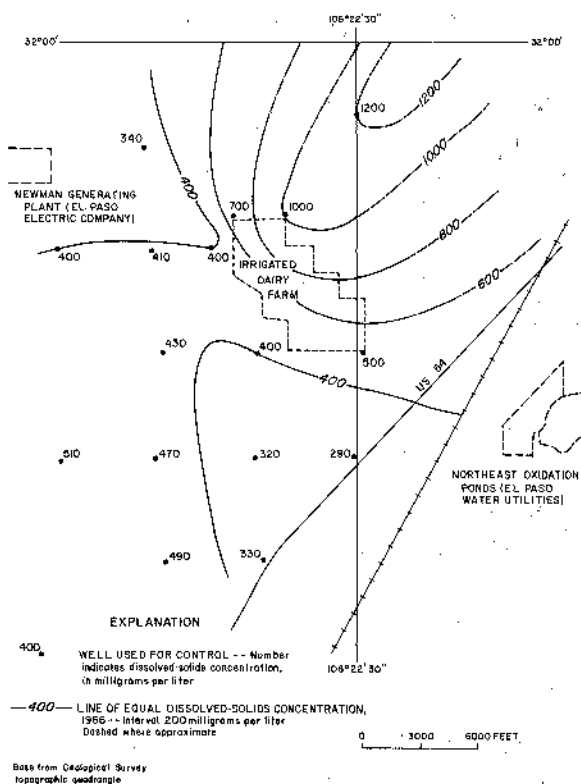 106°22'30"
32°00'
32°00'
1200
1200
340
1000
400
NEWMAN GENERATING
PLANT (EL PASO
ELECTRIC COMPANY)
700
1000
800
400
410
400
IRRIGATED
DAIRY
FARM
600
430
400
500
400
US 54
510
470
320
290
NORTHEAST OXIDATION
PONDS (EL PASO
WATER UTILITIES)
490
330
EXPLANATION
400
WELL USED FOR CONTROL -- Number
indicates dissolved-solids concentration,
in milligrams per liter
106°22'30"
—400— LINE OF EQUAL DISSOLVED-SOLIDS CONCENTRATION,
1966 -- Interval 200 milligrams per liter
Dashed where approximate
0 3000 6000 FEET
Base from Geological Survey
topographic quadrangle